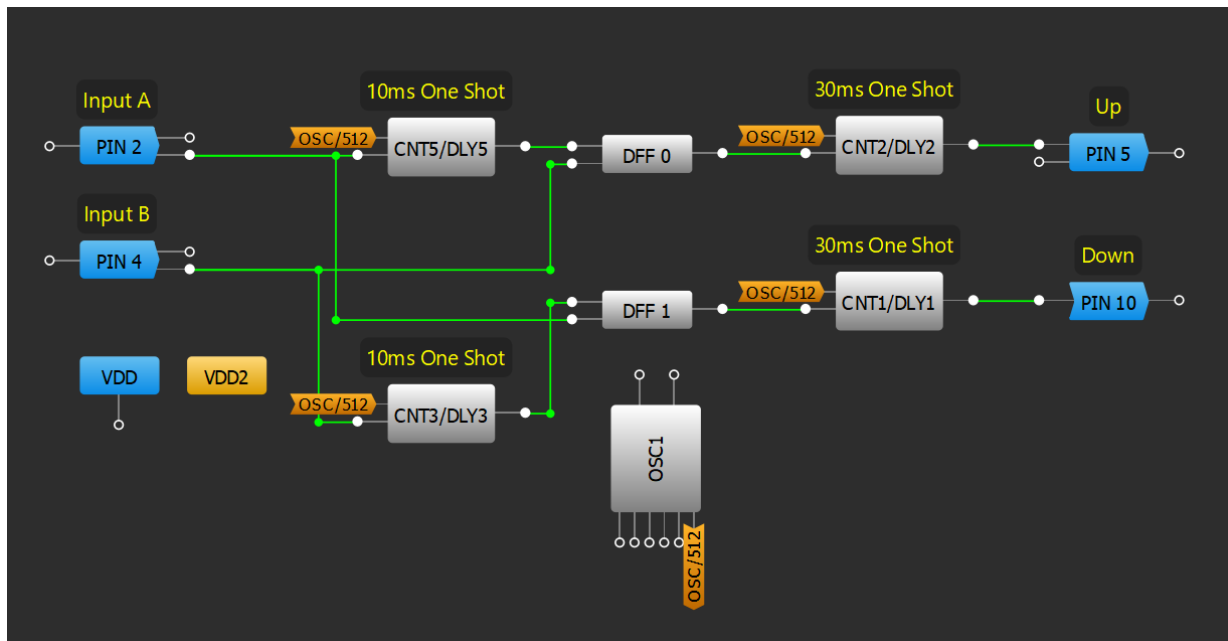 Input A
PIN 2
10ms One Shot
OSC/512
CNT5/DLY5
DFF 0
30ms One Shot
OSC/512
CNT2/DLY2
Up
PIN 5
Input B
PIN 4
DFF 1
30ms One Shot
OSC/512
CNT1/DLY1
Down
PIN 10
VDD
VDD2
10ms One Shot
OSC/512
CNT3/DLY3
OSC1
OSC/512